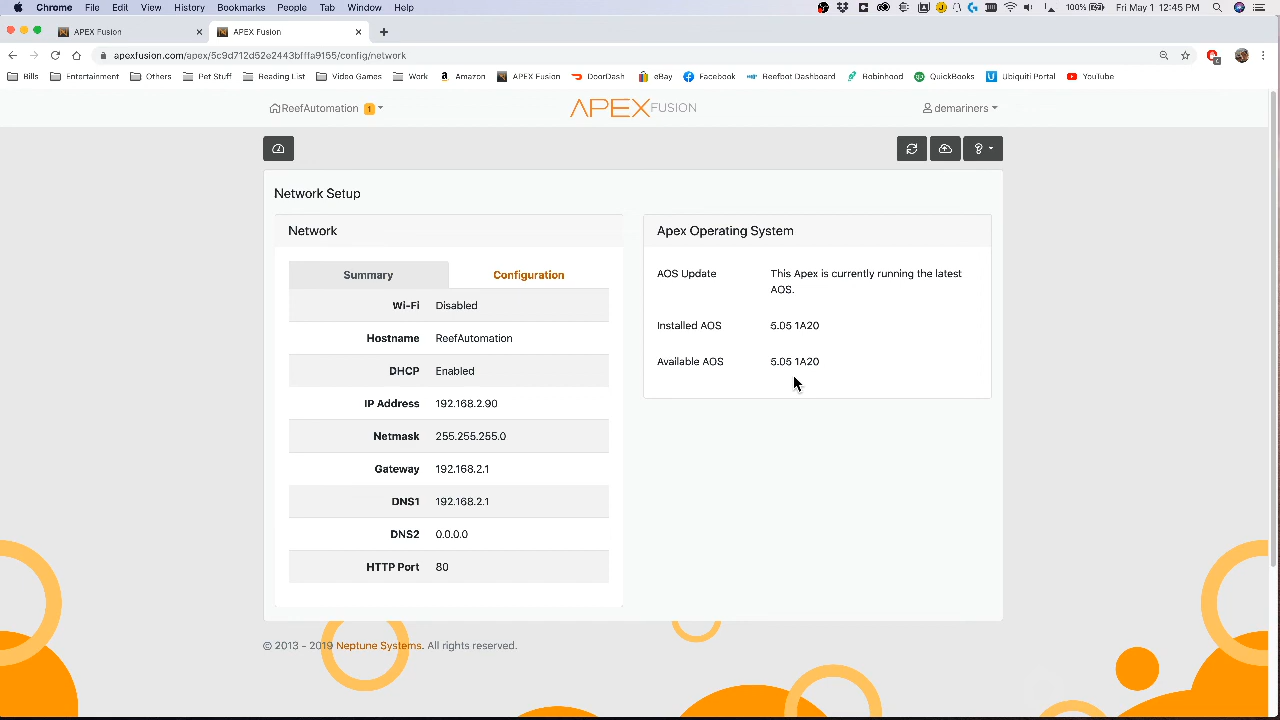 Chrome File Edit View History Bookmarks People Tab Window Help 100% Fri May 1 12:45 PM
APEX Fusion
APEX Fusion
apexfusion.com/apex/5c9d712d52e2443bfffa9155/config/network
Bills Entertainment Others Pet Stuff Reading List Video Games Work Amazon APEX Fusion DoorDash eBay Facebook Reefbot Dashboard Robinhood QuickBooks Ubiquiti Portal YouTube
ReefAutomation 1
APEX FUSION
demariners
Network Setup
Network
Summary Configuration
Wi-Fi Disabled
Hostname ReefAutomation
DHCP Enabled
IP Address 192.168.2.90
Netmask 255.255.255.0
Gateway 192.168.2.1
DNS1 192.168.2.1
DNS2 0.0.0.0
HTTP Port 80
Apex Operating System
AOS Update This Apex is currently running the latest
AOS.
Installed AOS 5.05 1A20
Available AOS 5.05 1A20
© 2013 - 2019 Neptune Systems. All rights reserved.